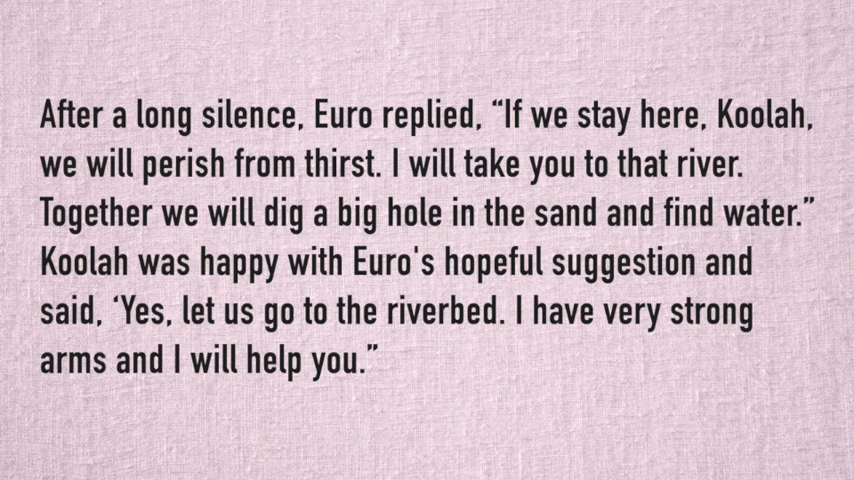 After a long silence, Euro replied, “If we stay here, Koolah,
we will perish from thirst. I will take you to that river.
Together we will dig a big hole in the sand and find water.”
Koolah was happy with Euro's hopeful suggestion and
said, ‘Yes, let us go to the riverbed. I have very strong
arms and I will help you.”